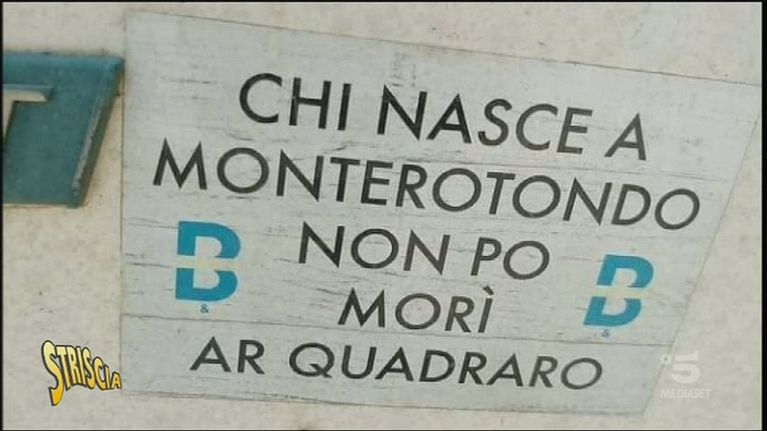 CHI NASCE A
MONTEROTONDO
NON PO
MORÌ
AR QUADRARO
B
&
B
&
T
STRISCIA
5
MEDIASET